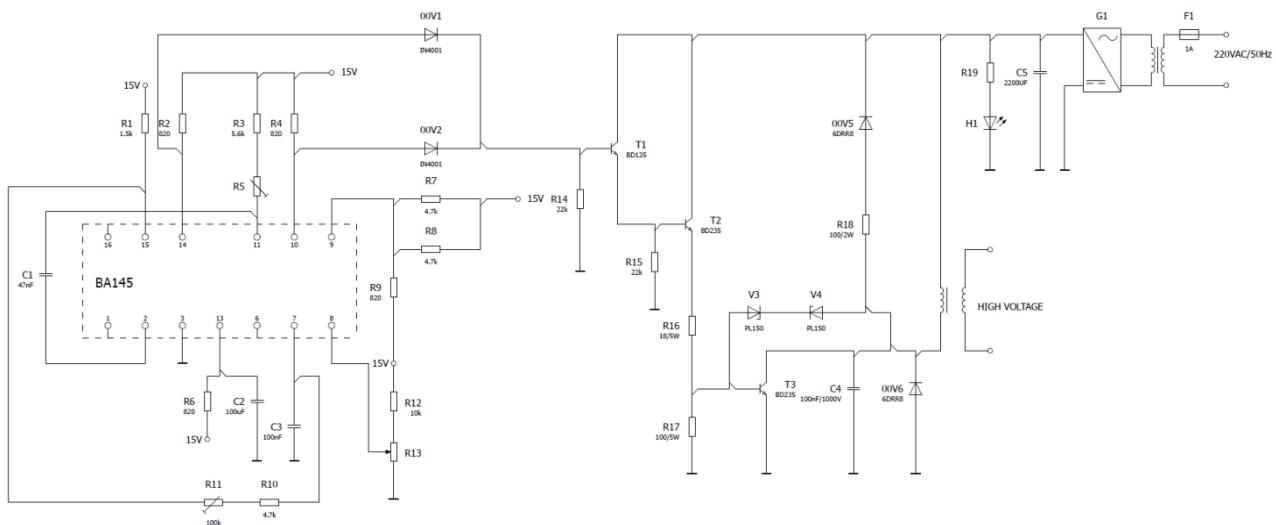 00V1
IN4001
G1
F1
1A
220VAC/50Hz
15V
15V
R1
1.5k
R2
820
R3
5.6k
R4
820
R19
C5
2200UF
00V2
IN4001
00V5
6DRR8
H1
T1
BD135
R5
R7
4.7k
15V
R14
22k
R8
4.7k
T2
BD235
R18
100/2W
16
15
14
11
10
9
BA145
C1
47nF
R9
820
R15
22k
V3
PL150
V4
PL150
HIGH VOLTAGE
1
2
3
13
6
7
8
R16
18/5W
15V
T3
BD235
C4
100nF/1000V
00V6
6DRR8
R6
820
C2
100uF
C3
100nF
R12
10k
R17
100/5W
15V
R13
R11
100k
R10
4.7k